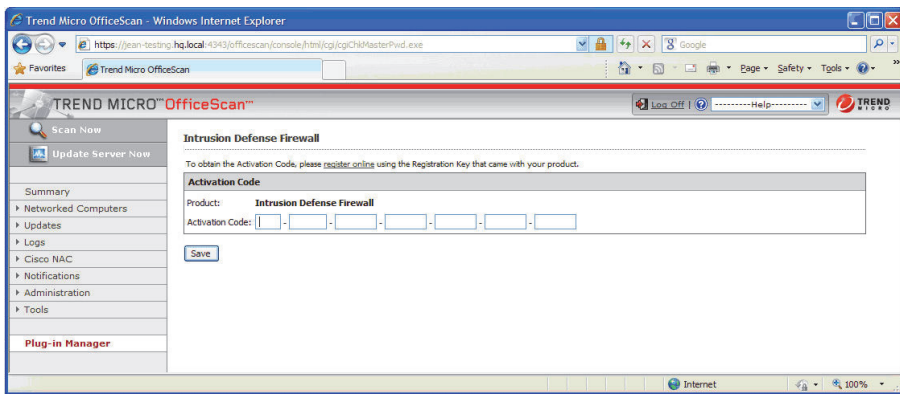 Trend Micro OfficeScan - Windows Internet Explorer
https://jean-testing.hq.local:4343/officescan/console/html/cgi/cgiChkMasterPwd.exe
Google
Favorites
Trend Micro OfficeScan
Page
Safety
Tools
TREND MICRO™ OfficeScan™
Log Off | ---------Help---------
TREND MICRO
Scan Now
Update Server Now
Summary
Networked Computers
Updates
Logs
Cisco NAC
Notifications
Administration
Tools
Plug-in Manager
Intrusion Defense Firewall
To obtain the Activation Code, please register online using the Registration Key that came with your product.
Activation Code
Product: Intrusion Defense Firewall
Activation Code: - - - - - -
Save
Internet
100%